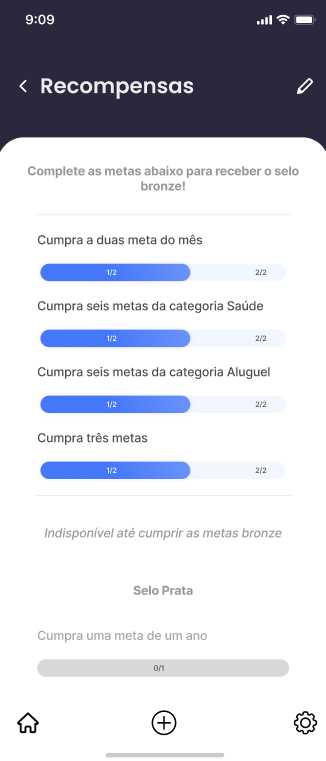 9:09
Recompensas
Complete as metas abaixo para receber o selo
bronze!
Cumpra a duas meta do mês
1/2 2/2
Cumpra seis metas da categoria Saúde
1/2 2/2
Cumpra seis metas da categoria Aluguel
1/2 2/2
Cumpra três metas
1/2 2/2
Indisponível até cumprir as metas bronze
Selo Prata
Cumpra uma meta de um ano
0/1